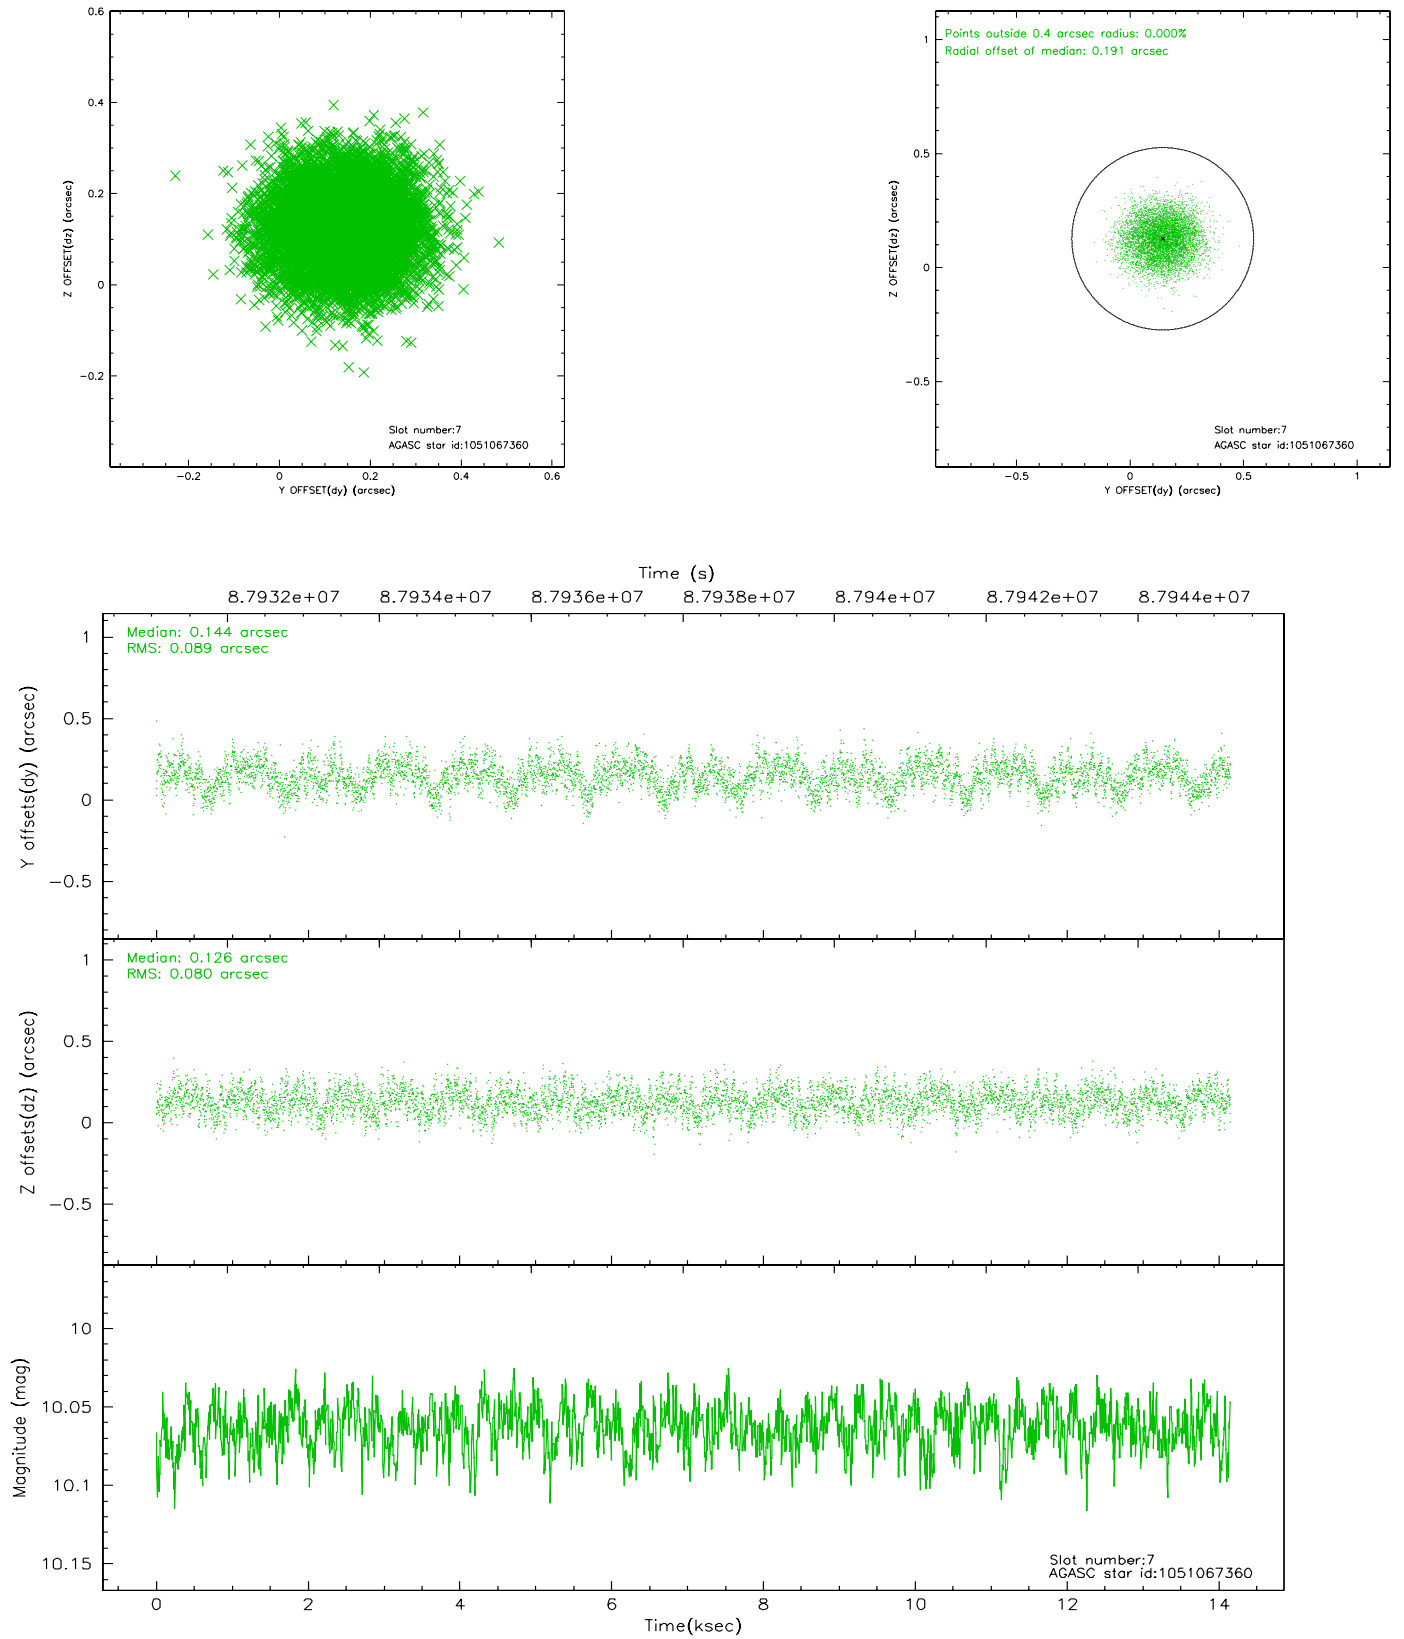 0.6
0.4
0.2
0
−0.2
Z OFFSET(dz) (arcsec)
Slot number:7
AGASC star id:1051067360
−0.2 0 0.2 0.4 0.6
Y OFFSET(dy) (arcsec)
Points outside 0.4 arcsec radius: 0.000%
Radial offset of median: 0.191 arcsec
1
0.5
0
−0.5
Z OFFSET(dz) (arcsec)
Slot number:7
AGASC star id:1051067360
−0.5 0 0.5 1
Y OFFSET(dy) (arcsec)
Time (s)
8.7932e+07 8.7934e+07 8.7936e+07 8.7938e+07 8.794e+07 8.7942e+07 8.7944e+07
Median: 0.144 arcsec
RMS: 0.089 arcsec
1
0.5
0
−0.5
Y offsets(dy) (arcsec)
Median: 0.126 arcsec
RMS: 0.080 arcsec
1
0.5
0
−0.5
Z offsets(dz) (arcsec)
10
10.05
10.1
10.15
Magnitude (mag)
Slot number:7
AGASC star id:1051067360
0 2 4 6 8 10 12 14
Time(ksec)